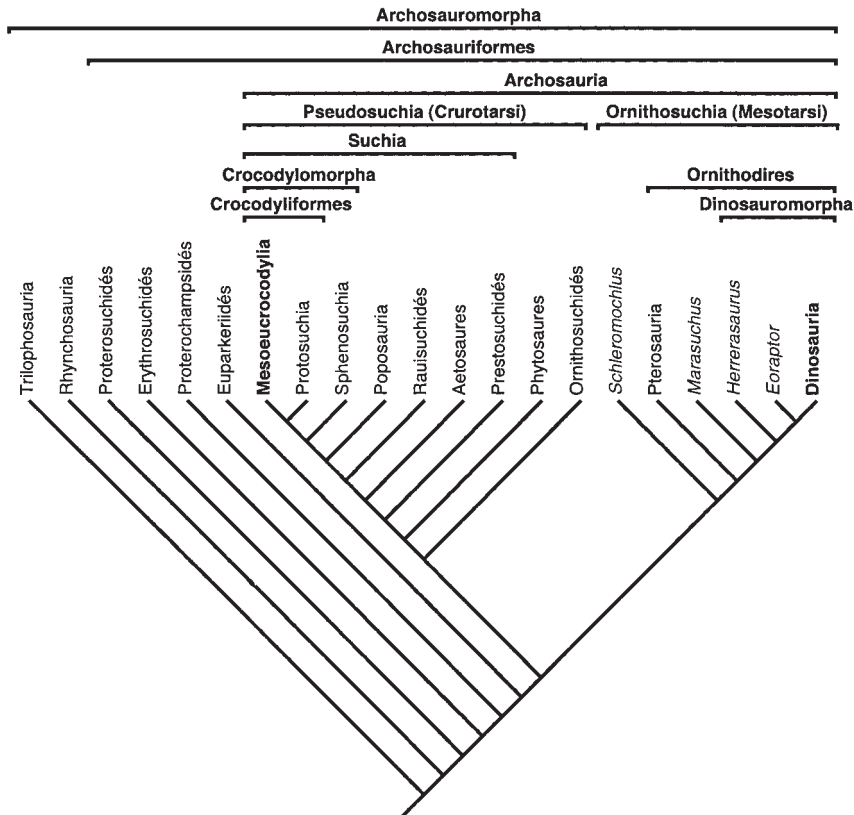 Archosauromorpha
Archosauriformes
Archosauria
Pseudosuchia (Crurotarsi)
Ornithosuchia (Mesotarsi)
Suchia
Crocodylomorpha
Ornithodires
Crocodyliformes
Dinosauromorpha
Trilophosauria
Rhynchosauria
Proterosuchidés
Erythrosuchidés
Proterochampsidés
Euparkeriidés
Mesoeucrocodylia
Protosuchia
Sphenosuchia
Poposauria
Rauisuchidés
Aetosaures
Prestosuchidés
Phytosaures
Ornithosuchidés
Schleromochlus
Pterosauria
Marasuchus
Herrerasaurus
Eoraptor
Dinosauria